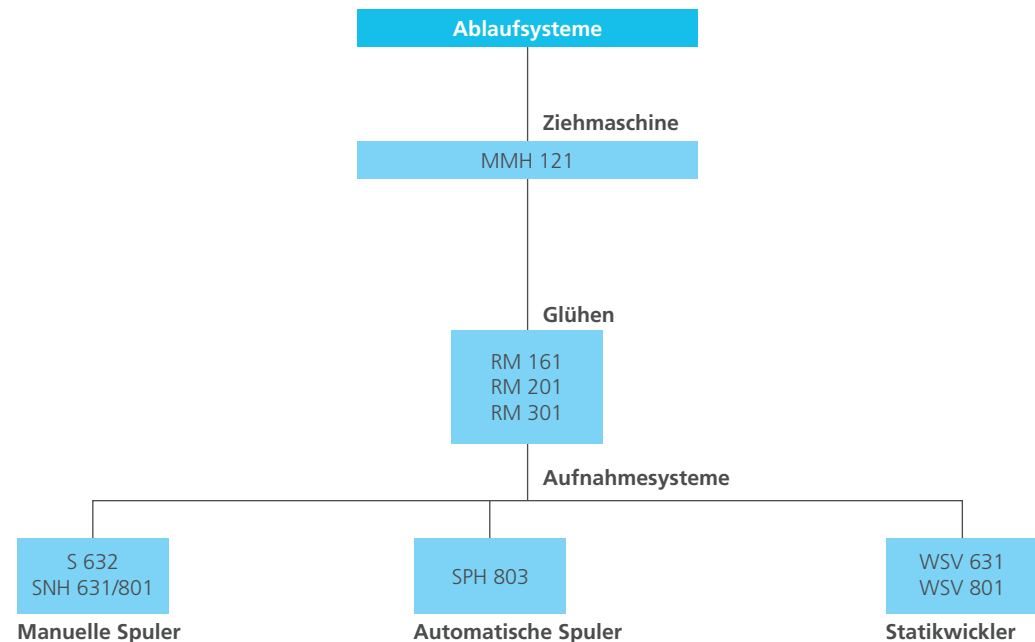 Ablaufsysteme
Ziehmaschine
MMH 121
Glühen
RM 161
RM 201
RM 301
Aufnahmesysteme
S 632
SNH 631/801
Manuelle Spuler
SPH 803
Automatische Spuler
WSV 631
WSV 801
Statikwickler